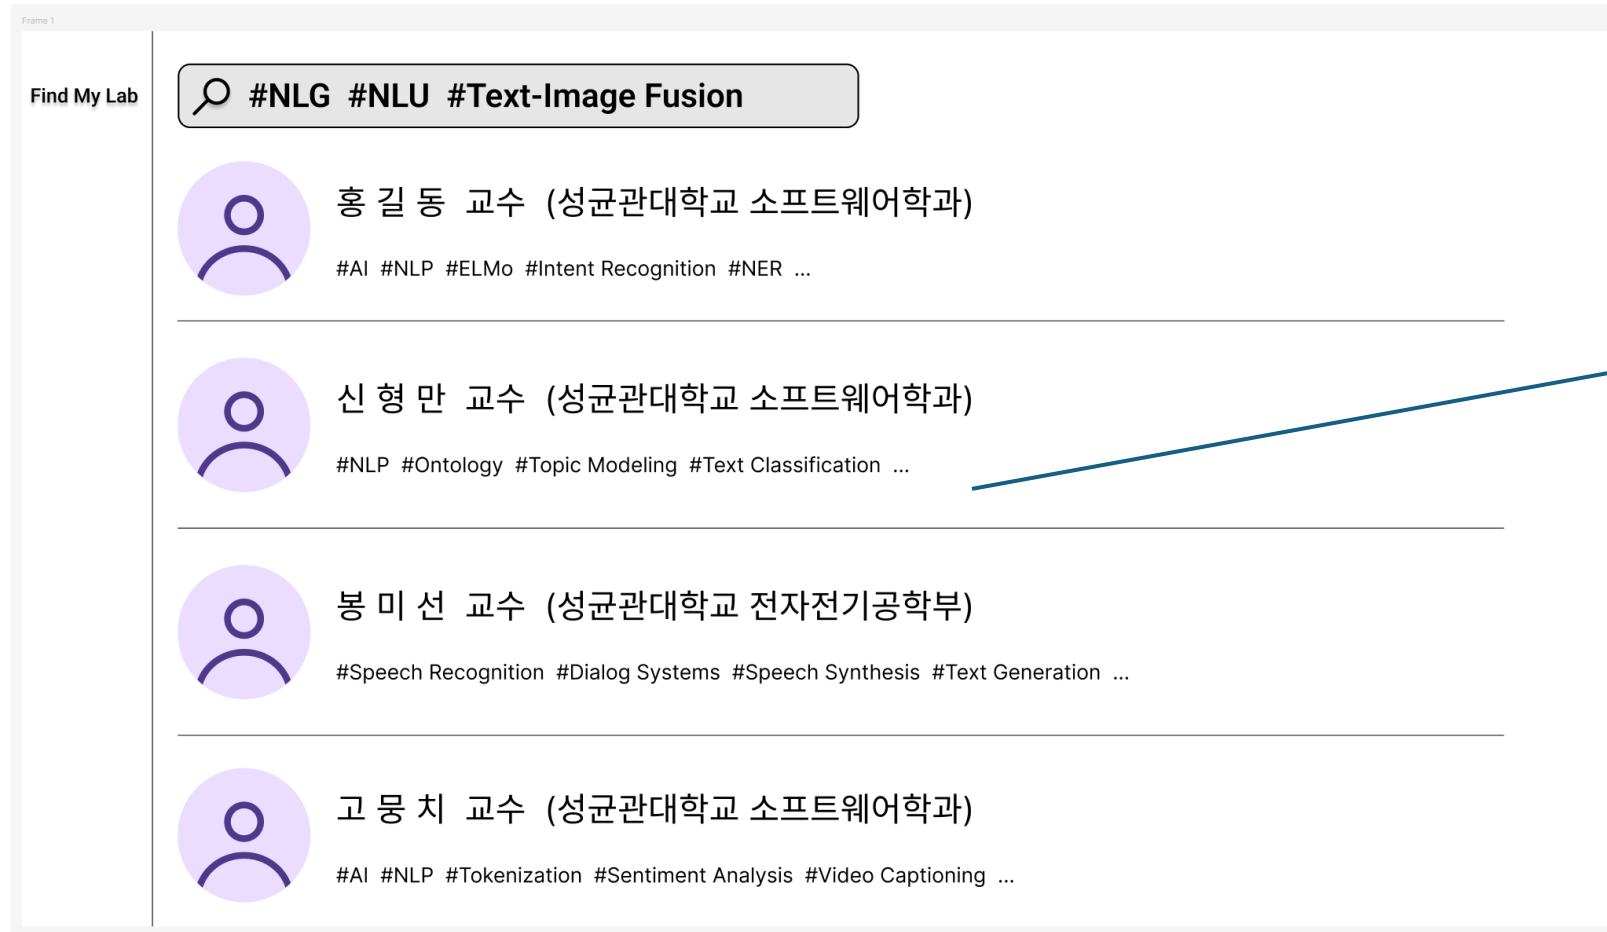 Frame 1
Find My Lab
#NLG #NLU #Text-Image Fusion
홍 길 동 교수 (성균관대학교 소프트웨어학과)
#AI #NLP #ELMo #Intent Recognition #NER ...
신 형 만 교수 (성균관대학교 소프트웨어학과)
#NLP #Ontology #Topic Modeling #Text Classification ...
봉 미 선 교수 (성균관대학교 전자전기공학부)
#Speech Recognition #Dialog Systems #Speech Synthesis #Text Generation ...
고 뭉 치 교수 (성균관대학교 소프트웨어학과)
#AI #NLP #Tokenization #Sentiment Analysis #Video Captioning ...